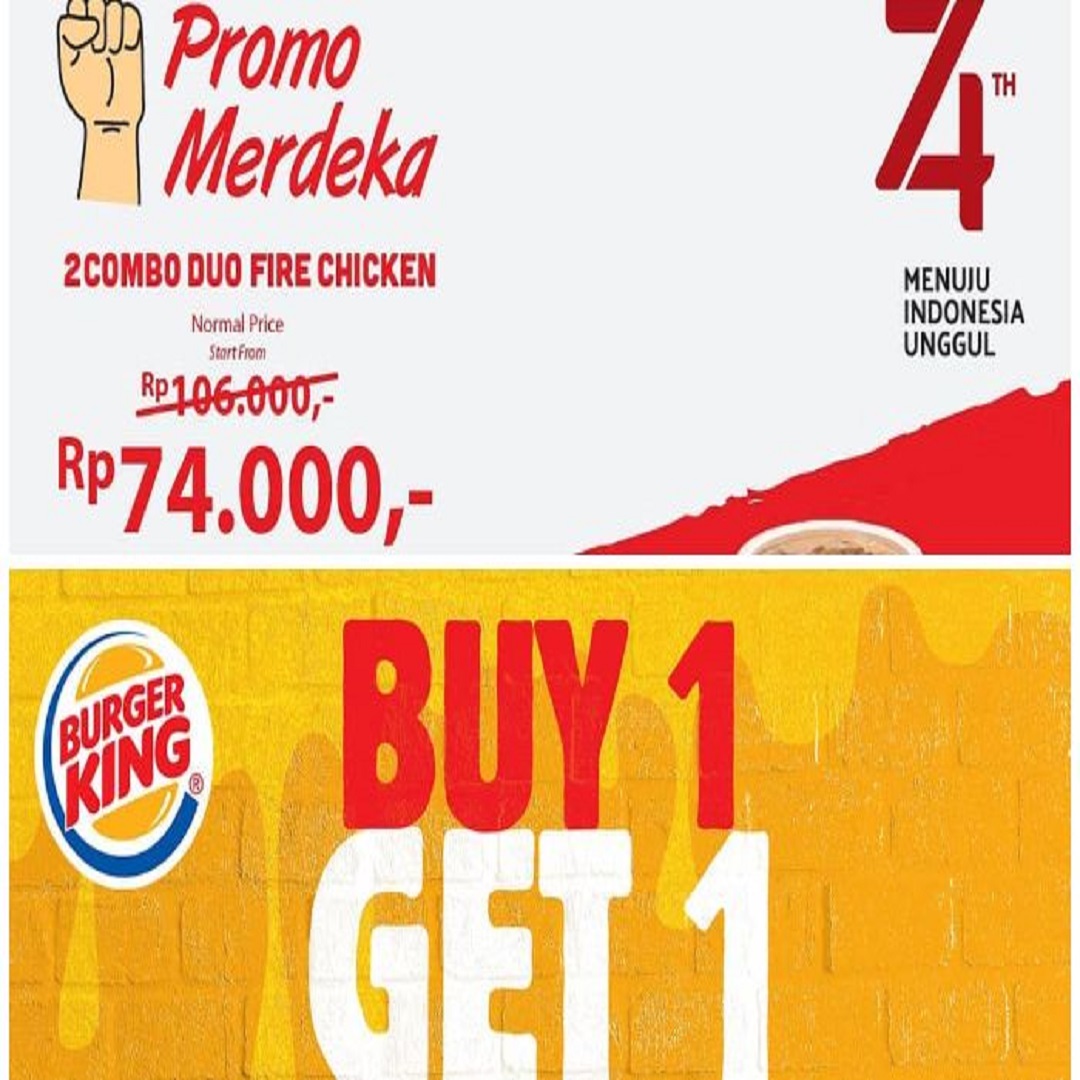 Promo
Merdeka
2 COMBO DUO FIRE CHICKEN
Normal Price
Start From
Rp106.000,-
Rp74.000,-
74TH
MENUJU
INDONESIA
UNGGUL
BURGER
KING®
BUY 1
GET 1